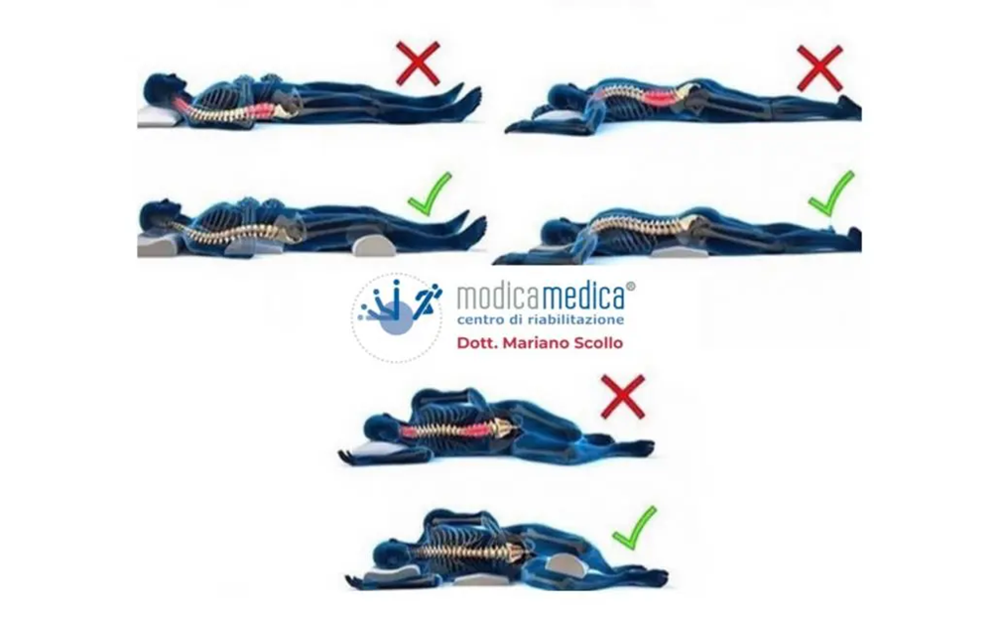 modicamedica®
centro di riabilitazione
Dott. Mariano Scollo